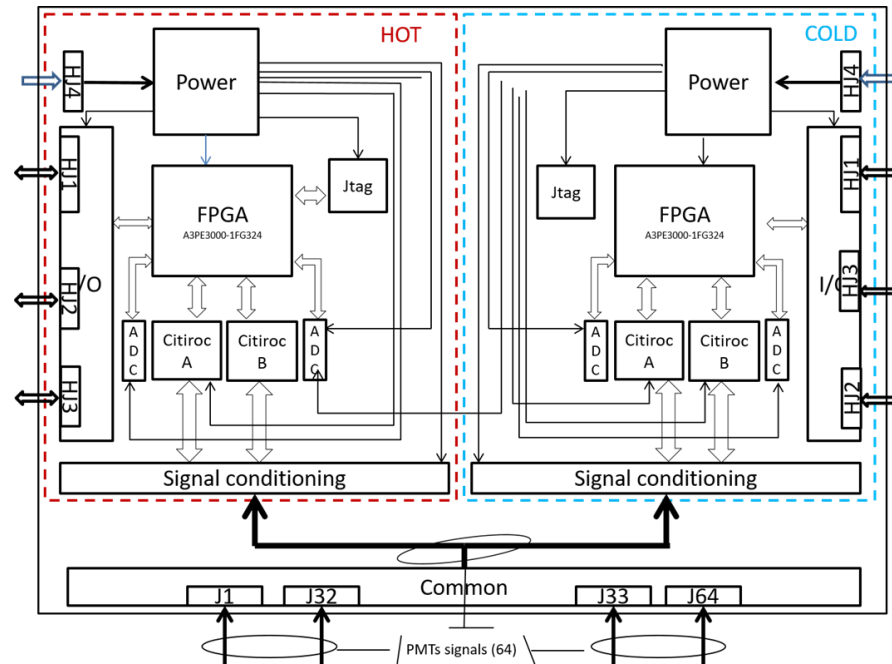 HOT
COLD
HJ4
Power
Power
HJ4
HJ1
HJ1
Jtag
Jtag
FPGA
A3PE3000-1FG324
FPGA
A3PE3000-1FG324
I/O
HJ2
HJ3
ADC
Citiroc
A
Citiroc
B
ADC
ADC
Citiroc
A
Citiroc
B
ADC
HJ3
HJ2
Signal conditioning
Signal conditioning
Common
J1
J32
J33
J64
PMTs signals (64)